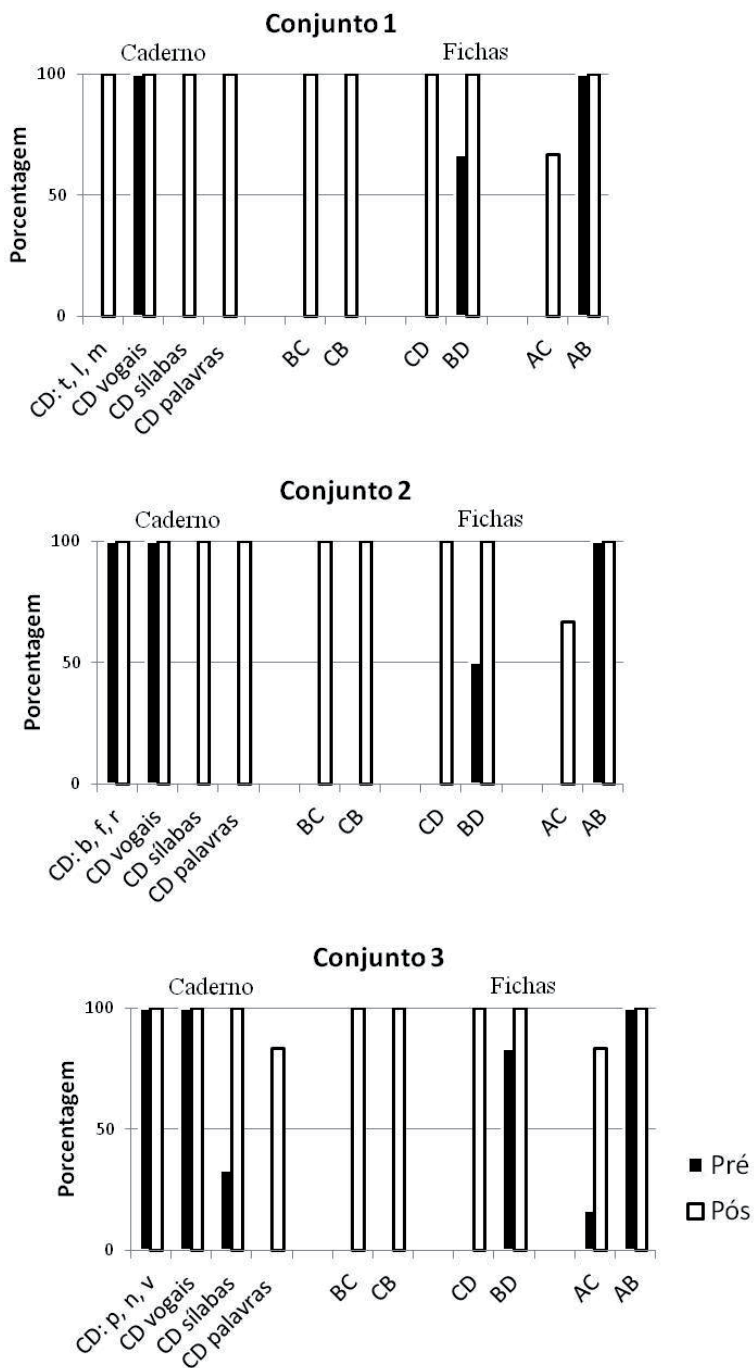 Conjunto 1
Caderno Fichas
Porcentagem
100
50
0
CD: t, l, m
CD vogais
CD sílabas
CD palavras
BC
CB
CD
BD
AC
AB
Conjunto 2
Caderno Fichas
Porcentagem
100
50
0
CD: b, f, r
CD vogais
CD sílabas
CD palavras
BC
CB
CD
BD
AC
AB
Conjunto 3
Caderno Fichas
Porcentagem
100
50
0
CD: p, n, v
CD vogais
CD sílabas
CD palavras
BC
CB
CD
BD
AC
AB
Pré
Pós